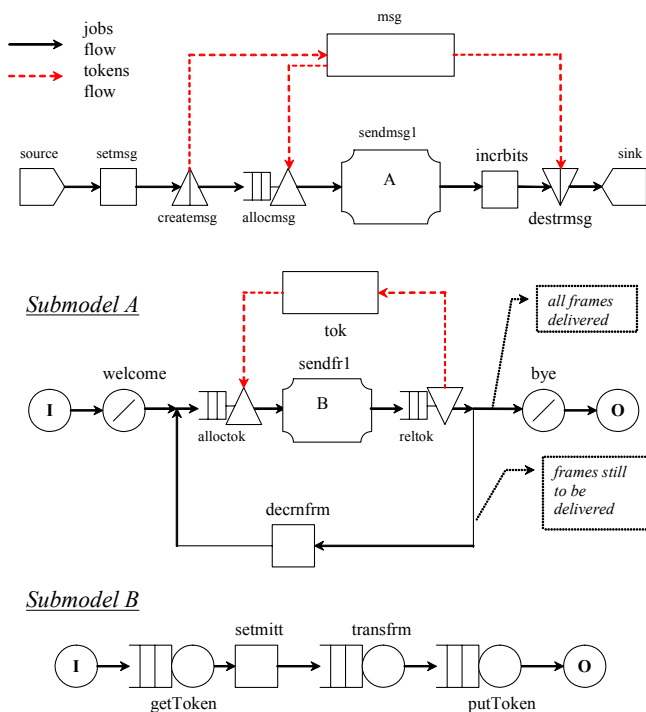 jobs
flow
tokens
flow
msg
source
setmsg
createmsg
allocmsg
sendmsg1
A
incrbits
destrmsg
sink
Submodel A
tok
all frames
delivered
welcome
sendfr1
bye
I
alloctok
B
reltok
O
decrnfrm
frames still
to be
delivered
Submodel B
setmitt
transfrm
I
O
getToken
putToken